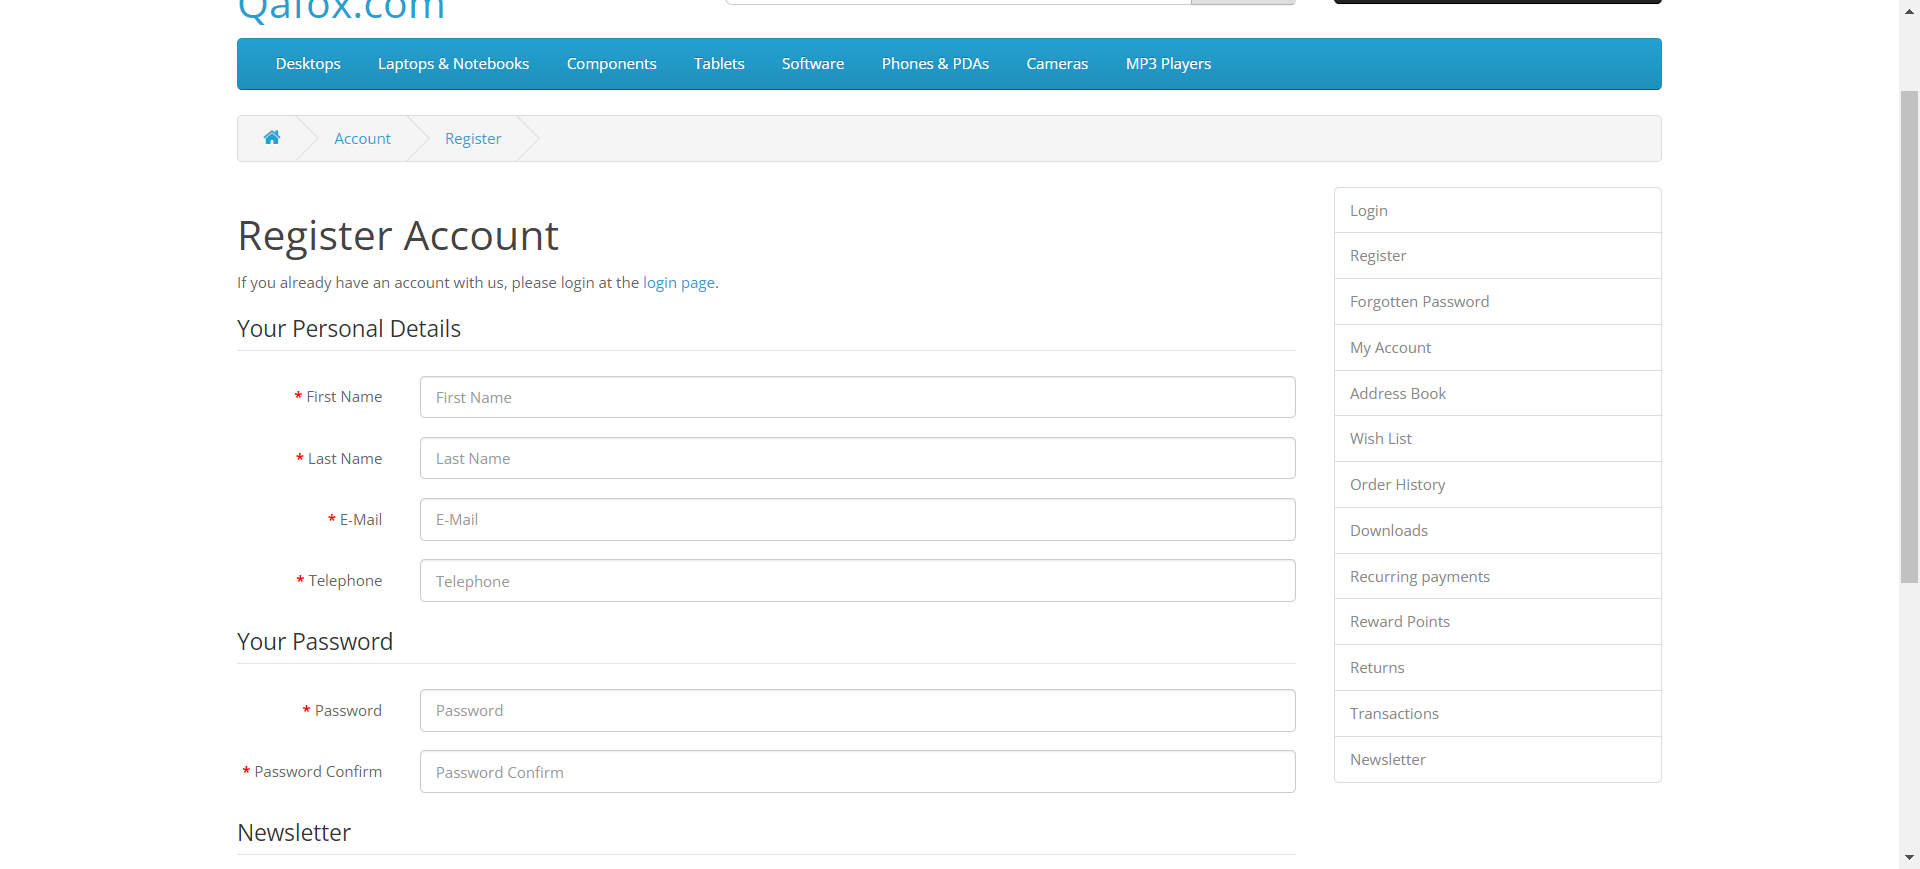 Qafox.com
Desktops Laptops & Notebooks Components Tablets Software Phones & PDAs Cameras MP3 Players
Account Register
Register Account
If you already have an account with us, please login at the login page.
Your Personal Details
* First Name First Name
* Last Name Last Name
* E-Mail E-Mail
* Telephone Telephone
Your Password
* Password Password
* Password Confirm Password Confirm
Newsletter
Login
Register
Forgotten Password
My Account
Address Book
Wish List
Order History
Downloads
Recurring payments
Reward Points
Returns
Transactions
Newsletter